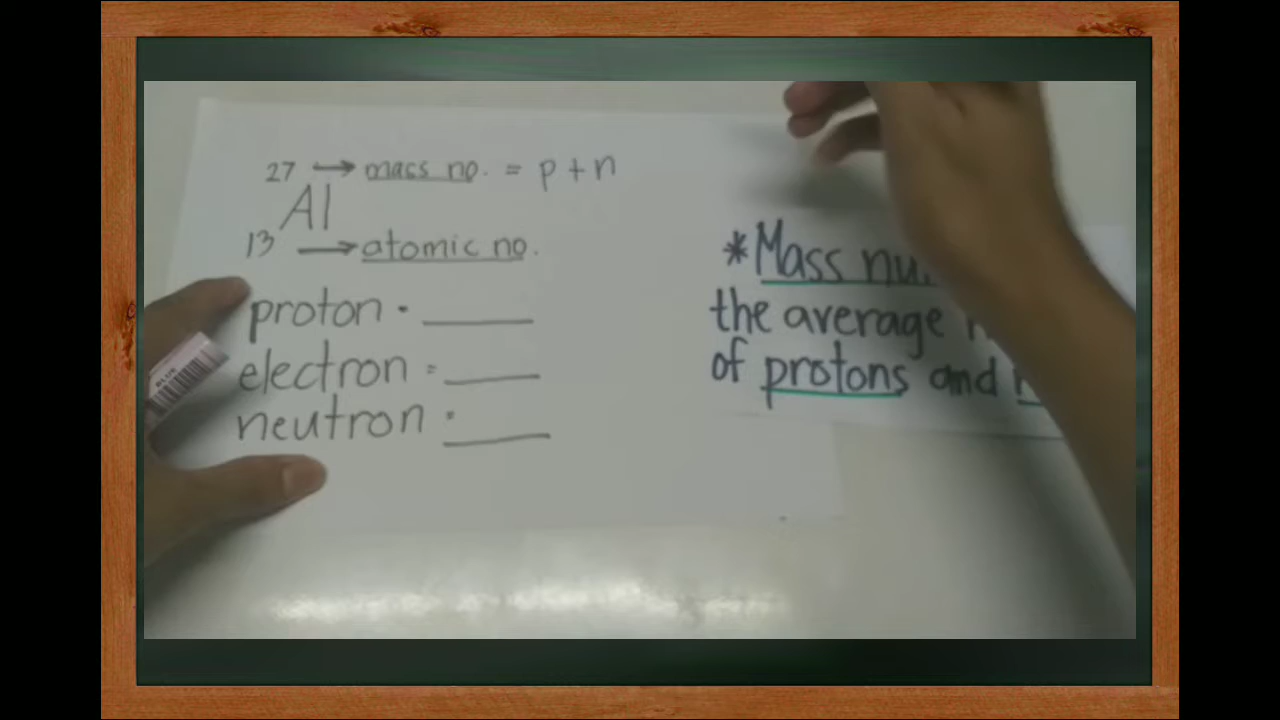 27 → mass no. = p + n
Al
13 → atomic no.
proton = ____
electron = ____
neutron = ____
*Mass
the average
of protons and